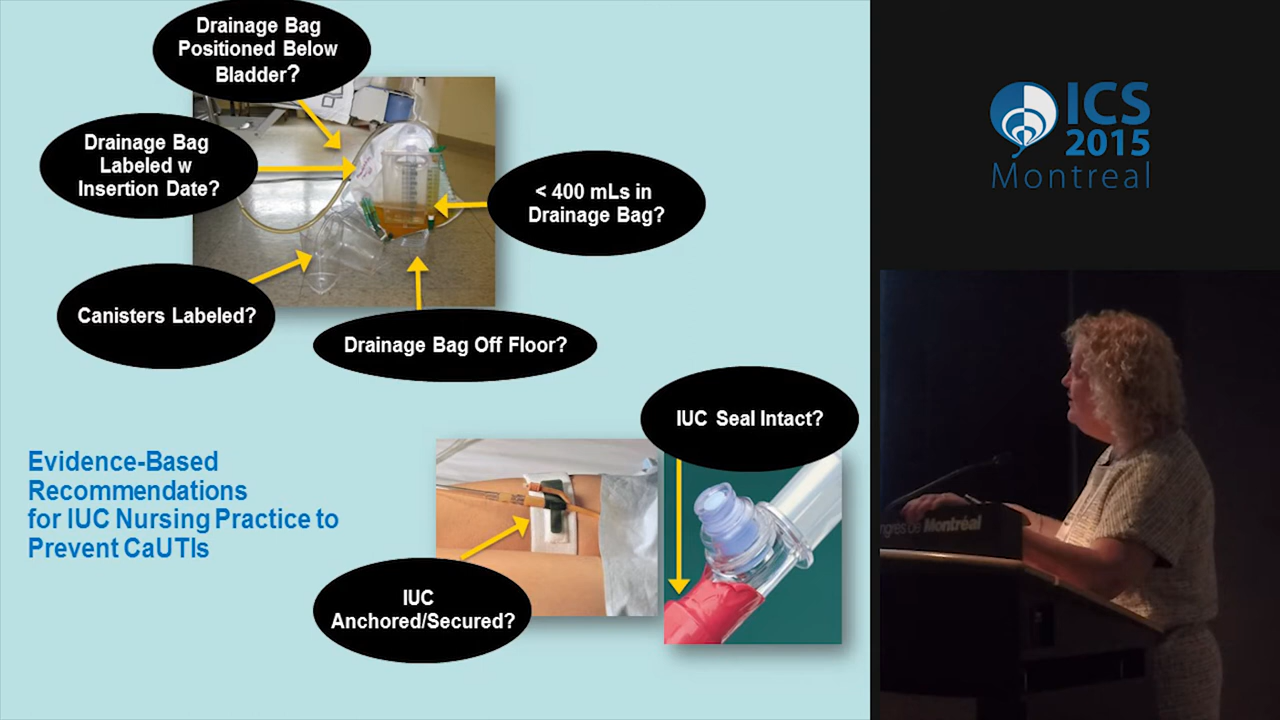 Drainage Bag
Positioned Below
Bladder?
Drainage Bag
Labeled w
Insertion Date?
< 400 mLs in
Drainage Bag?
Canisters Labeled?
Drainage Bag Off Floor?
IUC Seal Intact?
Evidence-Based
Recommendations
for IUC Nursing Practice to
Prevent CaUTIs
IUC
Anchored/Secured?
ICS
2015
Montreal
ngrès de Montréal